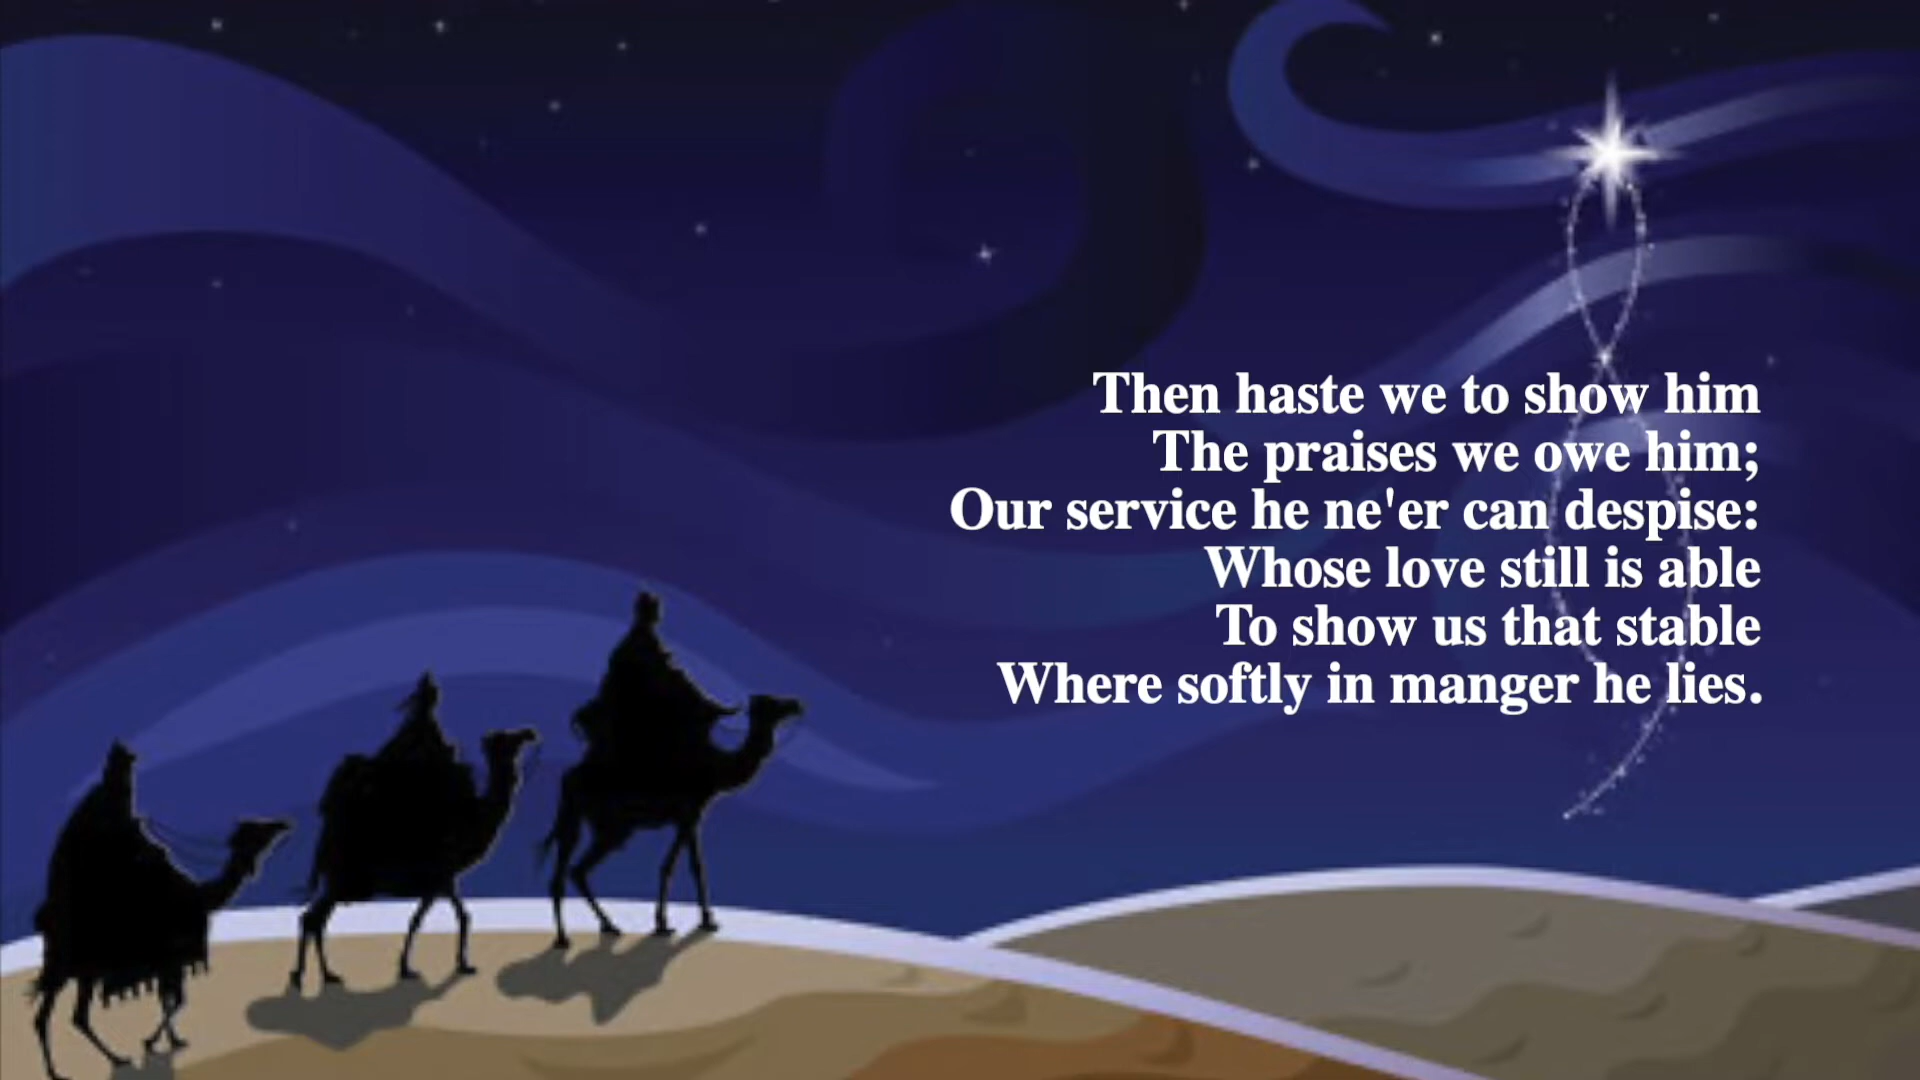 Then haste we to show him
The praises we owe him;
Our service he ne'er can despise:
Whose love still is able
To show us that stable
Where softly in manger he lies.